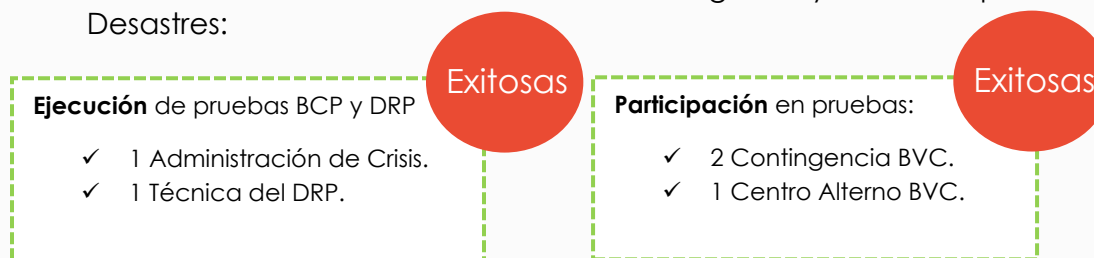 Desastres:
Exitosas
Ejecución de pruebas BCP y DRP
✓ 1 Administración de Crisis.
✓ 1 Técnica del DRP.
Exitosas
Participación en pruebas:
✓ 2 Contingencia BVC.
✓ 1 Centro Alterno BVC.